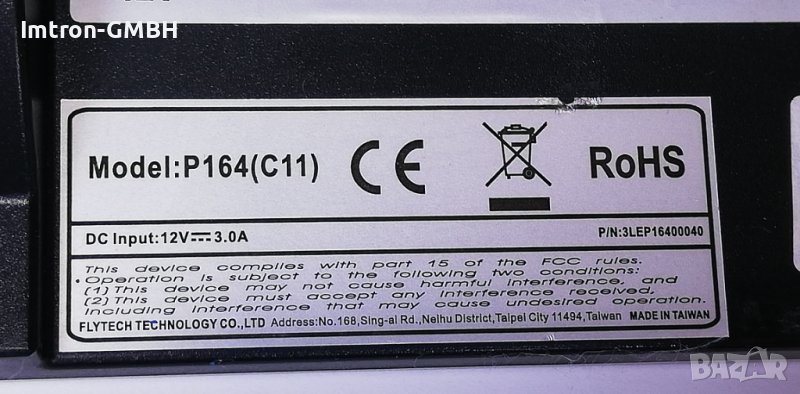 Imtron-GMBH
Model:P164(C11) CE RoHS
DC Input:12V⎓3.0A P/N:3LEP16400040
This device complies with part 15 of the FCC rules.
•Operation is subject to the following two conditions:
(1) This device may not cause harmful interference, and
(2) This device must accept any interference received,
including interference that may cause undesired operation.
FLYTECH TECHNOLOGY CO.,LTD Address:No.168,Sing-al Rd.,Neihu District,Taipei City 11494,Taiwan MADE IN TAIWAN
BAZAR